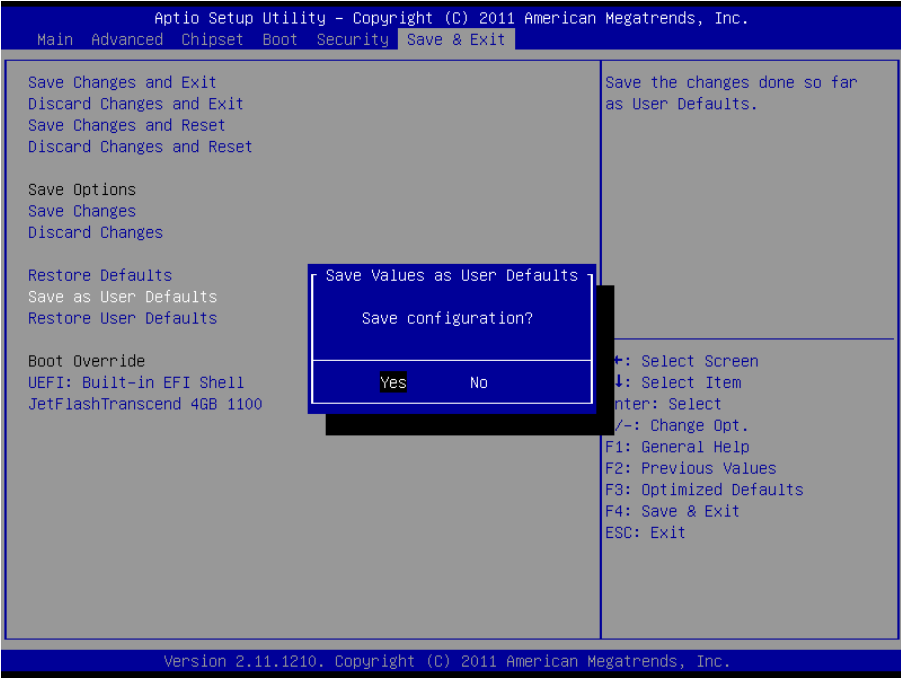 Aptio Setup Utility – Copyright (C) 2011 American Megatrends, Inc.
Main Advanced Chipset Boot Security Save & Exit
Save Changes and Exit
Discard Changes and Exit
Save Changes and Reset
Discard Changes and Reset
Save Options
Save Changes
Discard Changes
Restore Defaults
Save as User Defaults
Restore User Defaults
Boot Override
UEFI: Built-in EFI Shell
JetFlashTranscend 4GB 1100
Save Values as User Defaults
Save configuration?
Yes No
Save the changes done so far
as User Defaults.
←: Select Screen
↓: Select Item
nter: Select
/-: Change Opt.
F1: General Help
F2: Previous Values
F3: Optimized Defaults
F4: Save & Exit
ESC: Exit
Version 2.11.1210. Copyright (C) 2011 American Megatrends, Inc.